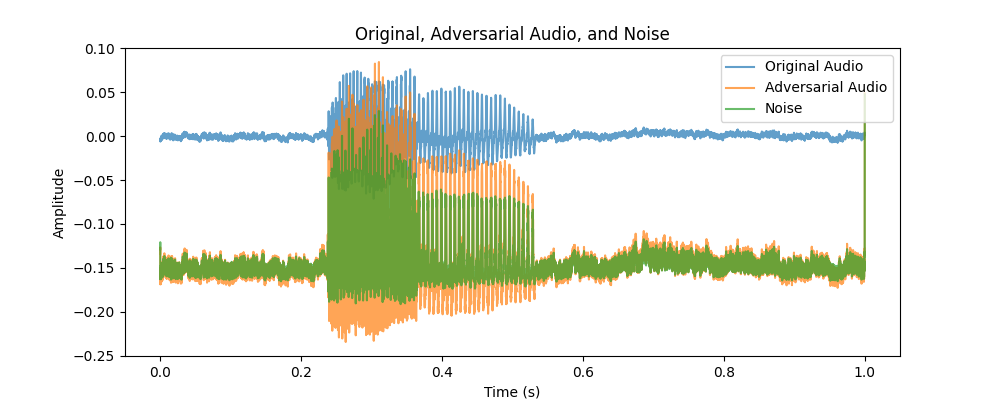 Original, Adversarial Audio, and Noise
Original Audio
Adversarial Audio
Noise
Amplitude
0.10
0.05
0.00
−0.05
−0.10
−0.15
−0.20
−0.25
0.0 0.2 0.4 0.6 0.8 1.0
Time (s)